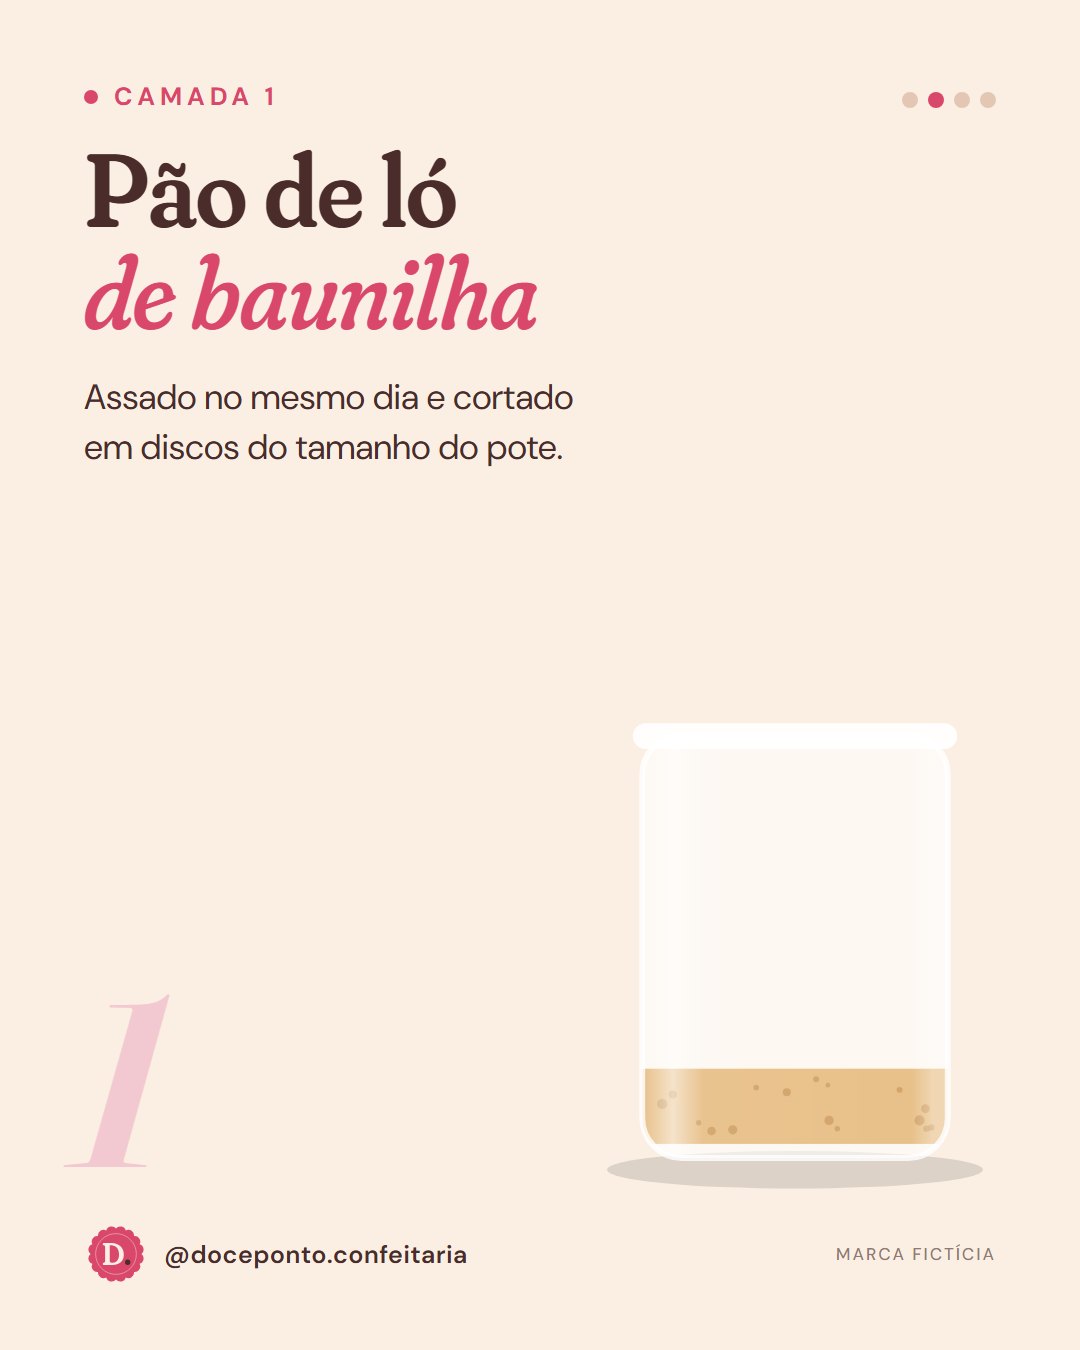 CAMADA 1
Pão de ló
de baunilha
Assado no mesmo dia e cortado
em discos do tamanho do pote.
1
D.
@doceponto.confeitaria
MARCA FICTÍCIA